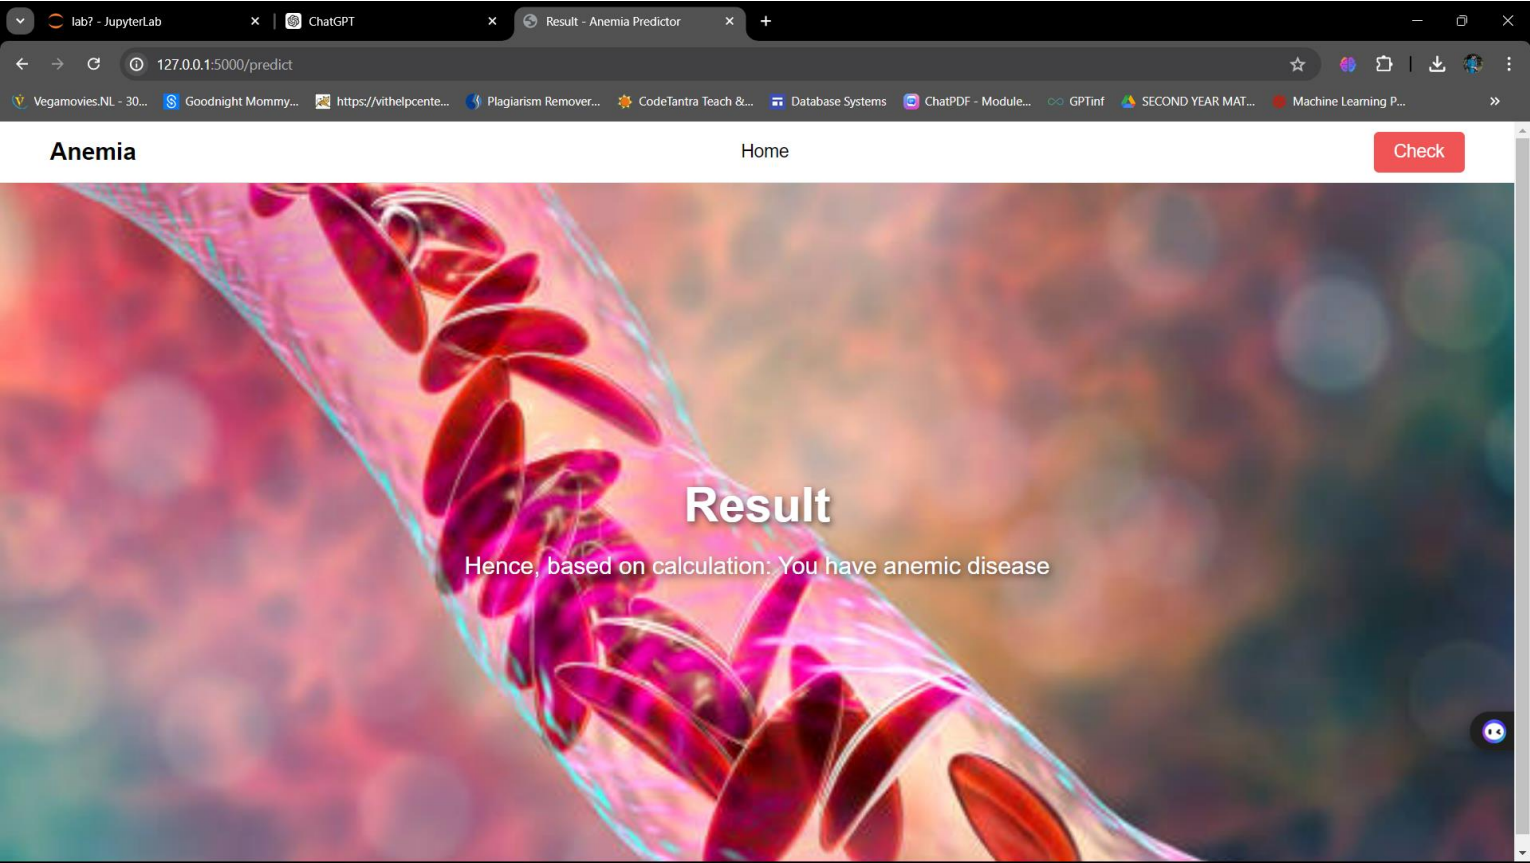 lab? - JupyterLab
ChatGPT
Result - Anemia Predictor
127.0.0.1:5000/predict
Vegamovies.NL - 30...
Goodnight Mommy...
https://vithelpcente...
Plagiarism Remover...
CodeTantra Teach &...
Database Systems
ChatPDF - Module...
GPTinf
SECOND YEAR MAT...
Machine Learning P...
Anemia
Home
Check
Result
Hence, based on calculation: You have anemic disease